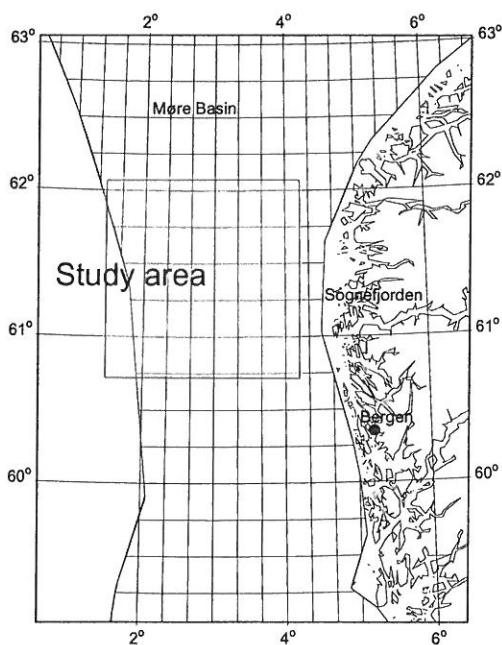 2° 4° 6°
63° 63°
Møre Basin
62° 62°
Study area
Sognefjorden
61° 61°
Bergen
60° 60°
2° 4° 6°